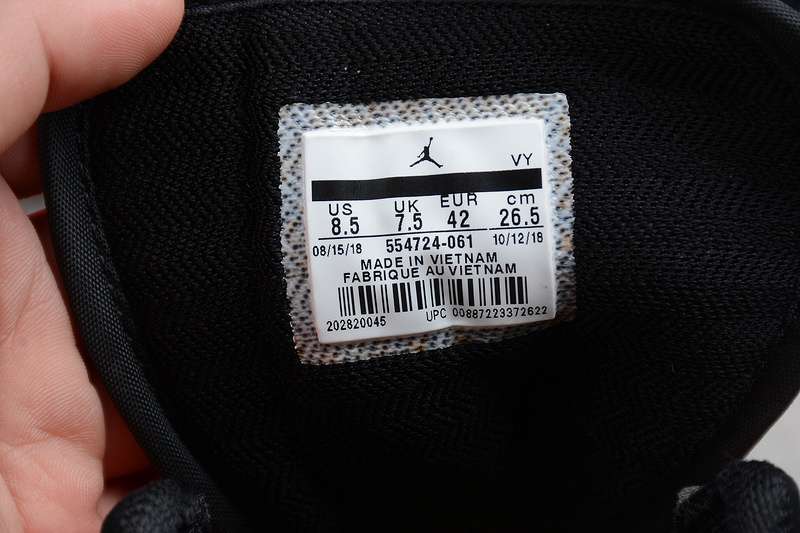 VY
US UK EUR cm
8.5 7.5 42 26.5
08/15/18 554724-061 10/12/18
MADE IN VIETNAM
FABRIQUE AU VIETNAM
202820045 UPC 00887223372622